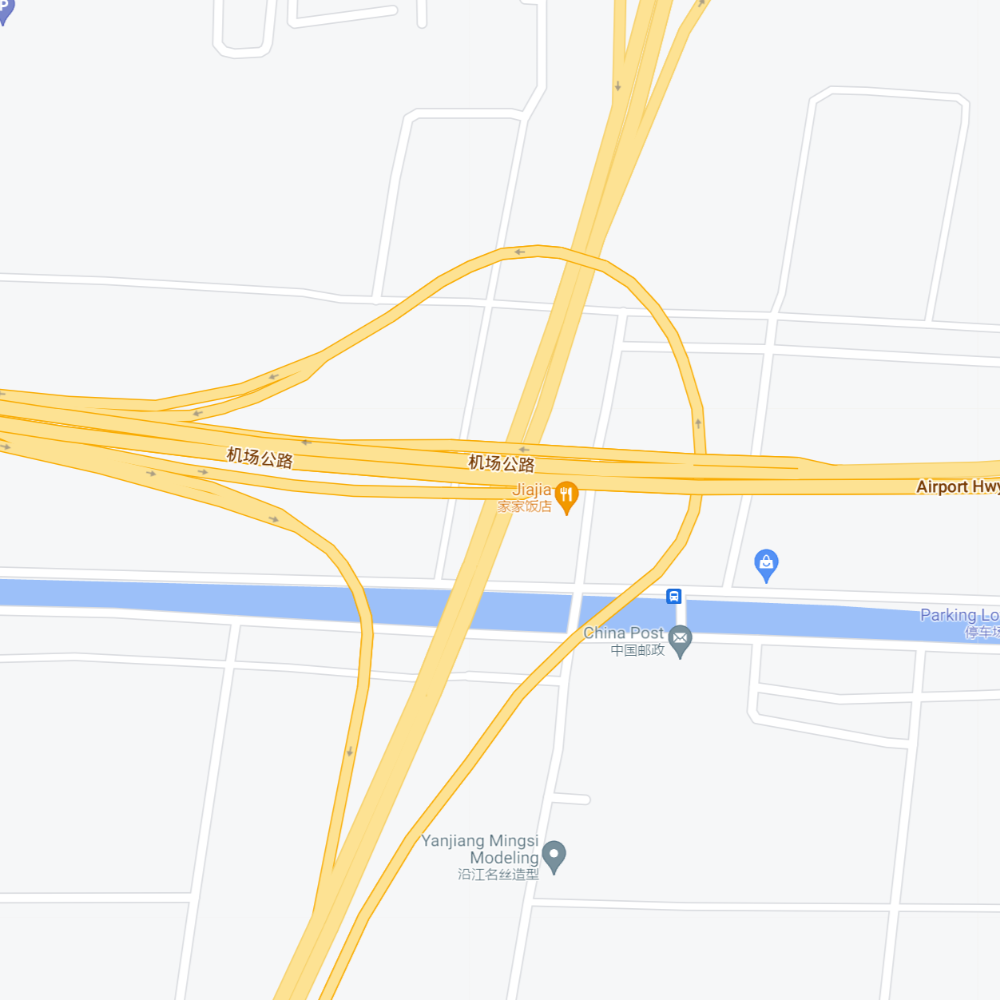 P
机场公路
机场公路
Airport Hwy
Jiajia
家家饭店
Parking Lo
停车场
China Post
中国邮政
Yanjiang Mingsi
Modeling
沿江名丝造型